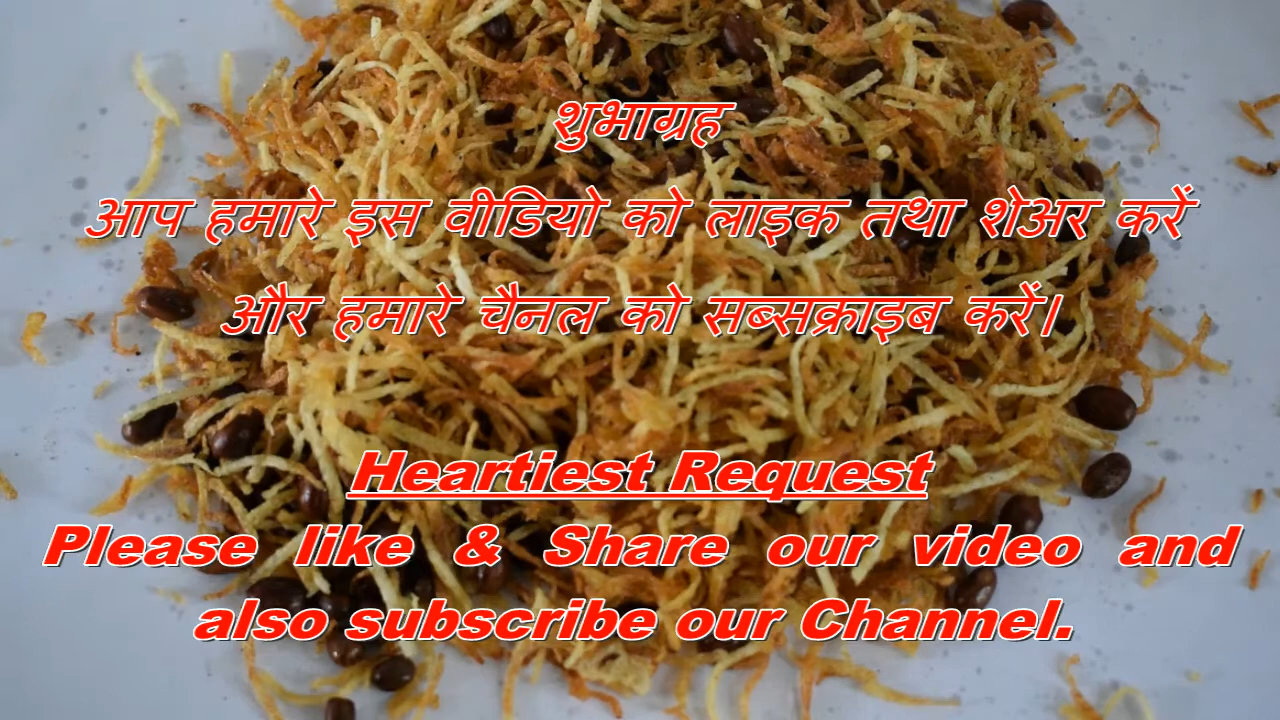 शुभाग्रह
आप हमारे इस वीडियो को लाइक तथा शेअर करें
और हमारे चैनल को सब्सक्राइब करें।
Heartiest Request
Please like & Share our video and
also subscribe our Channel.